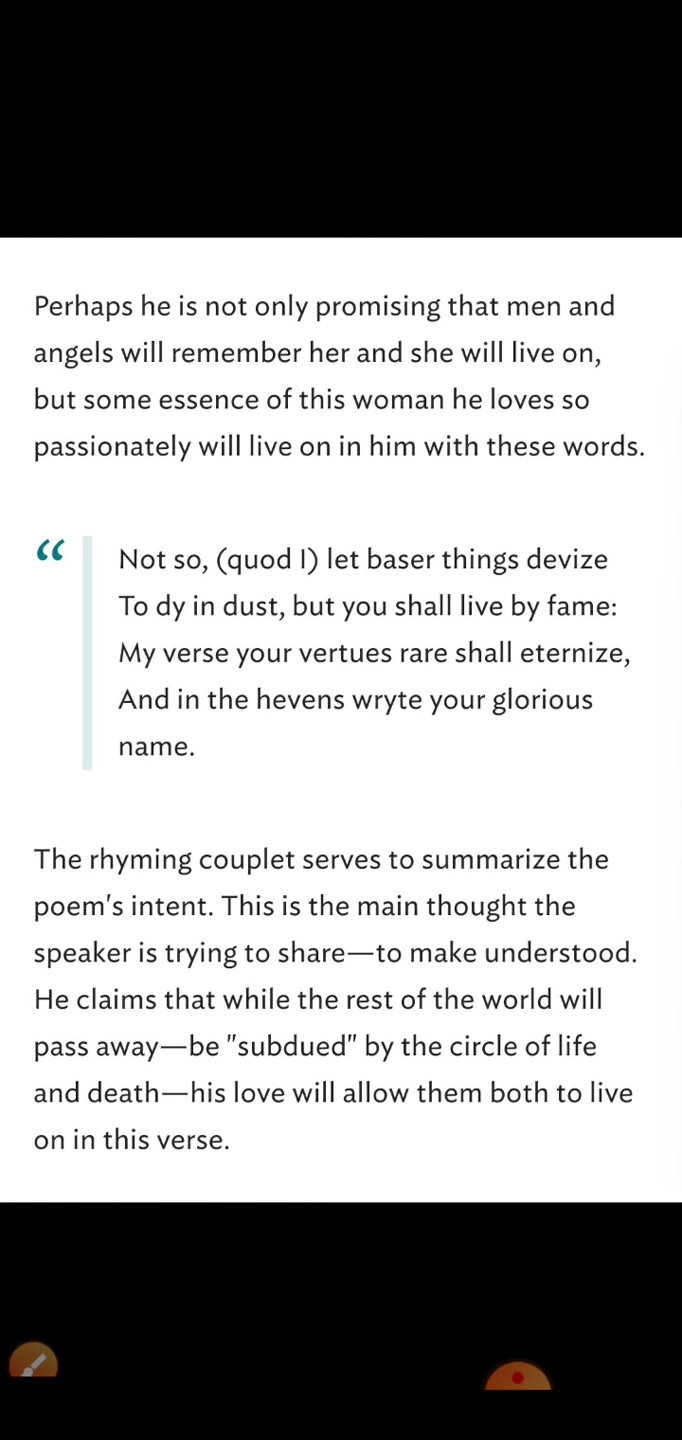 Perhaps he is not only promising that men and
angels will remember her and she will live on,
but some essence of this woman he loves so
passionately will live on in him with these words.
“
Not so, (quod I) let baser things devize
To dy in dust, but you shall live by fame:
My verse your vertues rare shall eternize,
And in the hevens wryte your glorious
name.
The rhyming couplet serves to summarize the
poem's intent. This is the main thought the
speaker is trying to share—to make understood.
He claims that while the rest of the world will
pass away—be "subdued" by the circle of life
and death—his love will allow them both to live
on in this verse.